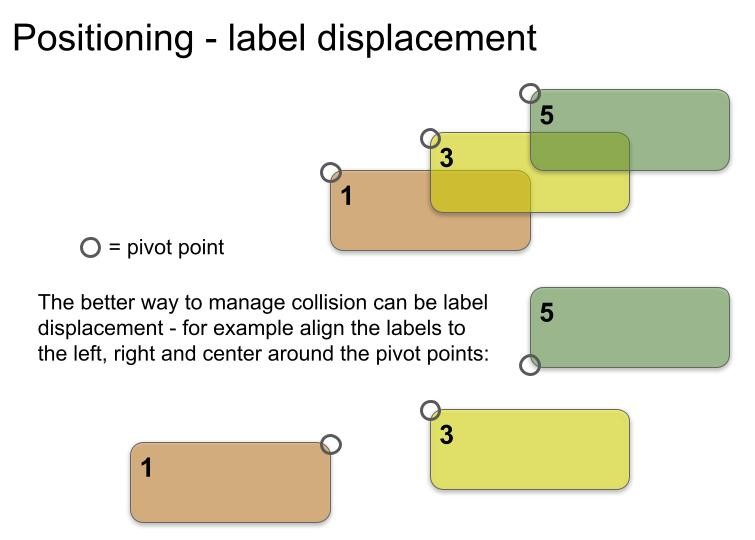 Positioning - label displacement
5
3
1
= pivot point
The better way to manage collision can be label
displacement - for example align the labels to
the left, right and center around the pivot points:
5
3
1